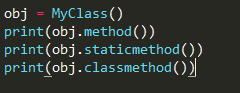 obj = MyClass()
print(obj.method())
print(obj.staticmethod())
print(obj.classmethod())